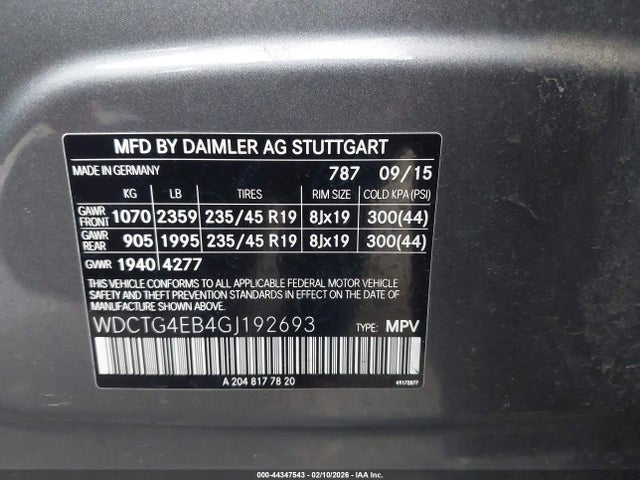 MFD BY DAIMLER AG STUTTGART
MADE IN GERMANY 787 09/15
KG LB TIRES RIM SIZE COLD KPA (PSI)
GAWR FRONT 1070 2359 235/45 R19 8Jx19 300(44)
GAWR REAR 905 1995 235/45 R19 8Jx19 300(44)
GVWR 1940 4277
THIS VEHICLE CONFORMS TO ALL APPLICABLE FEDERAL MOTOR VEHICLE
SAFETY AND THEFT PREVENTION STANDARDS IN EFFECT ON THE DATE
OF MANUFACTURE SHOWN ABOVE.
WDCTG4EB4GJ192693 TYPE: MPV
A 204 817 78 20
000-44347543 - 02/10/2026 - IAA Inc.